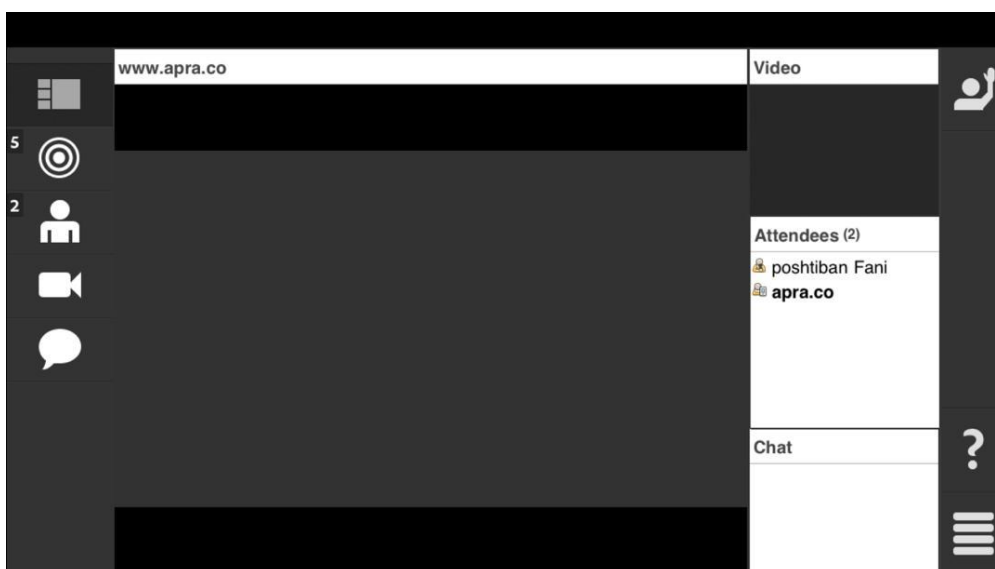 www.apra.co
Video
5
2
Attendees (2)
poshtiban Fani
apra.co
Chat
?